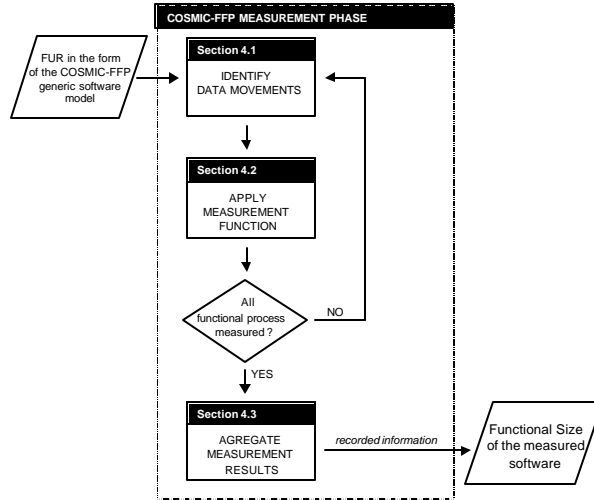 COSMIC-FFP MEASUREMENT PHASE
FUR in the form
of the COSMIC-FFP
generic software
model
Section 4.1
IDENTIFY
DATA MOVEMENTS
Section 4.2
APPLY
MEASUREMENT
FUNCTION
All
functional process
measured ?
NO
YES
Section 4.3
AGREGATE
MEASUREMENT
RESULTS
recorded information
Functional Size
of the measured
software